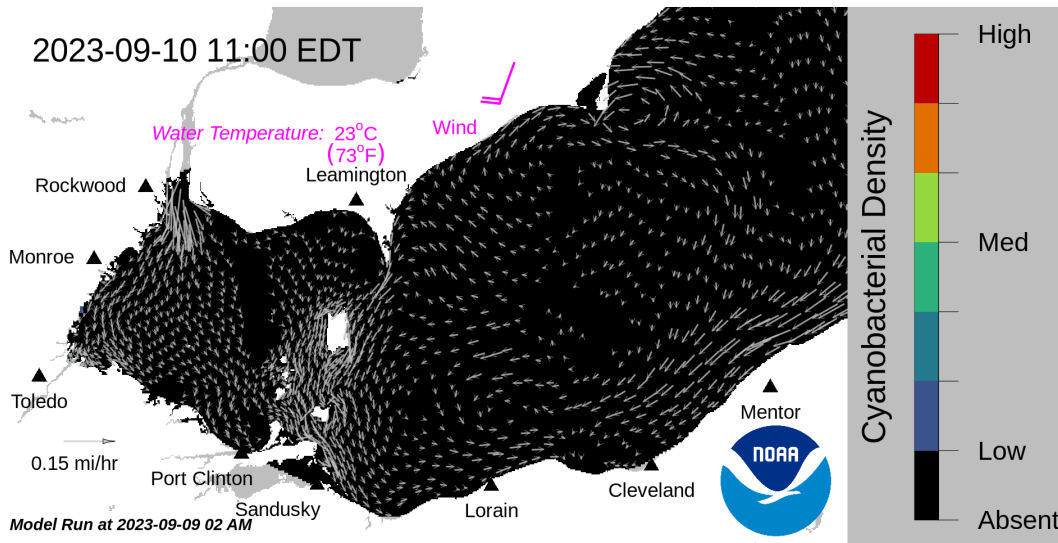 2023-09-10 11:00 EDT
Water Temperature: 23°C
(73°F)
Wind
Leamington
Rockwood
Monroe
Toledo
0.15 mi/hr
Port Clinton
Sandusky
Lorain
Cleveland
Mentor
NOAA
Model Run at 2023-09-09 02 AM
Cyanobacterial Density
High
Med
Low
Absent